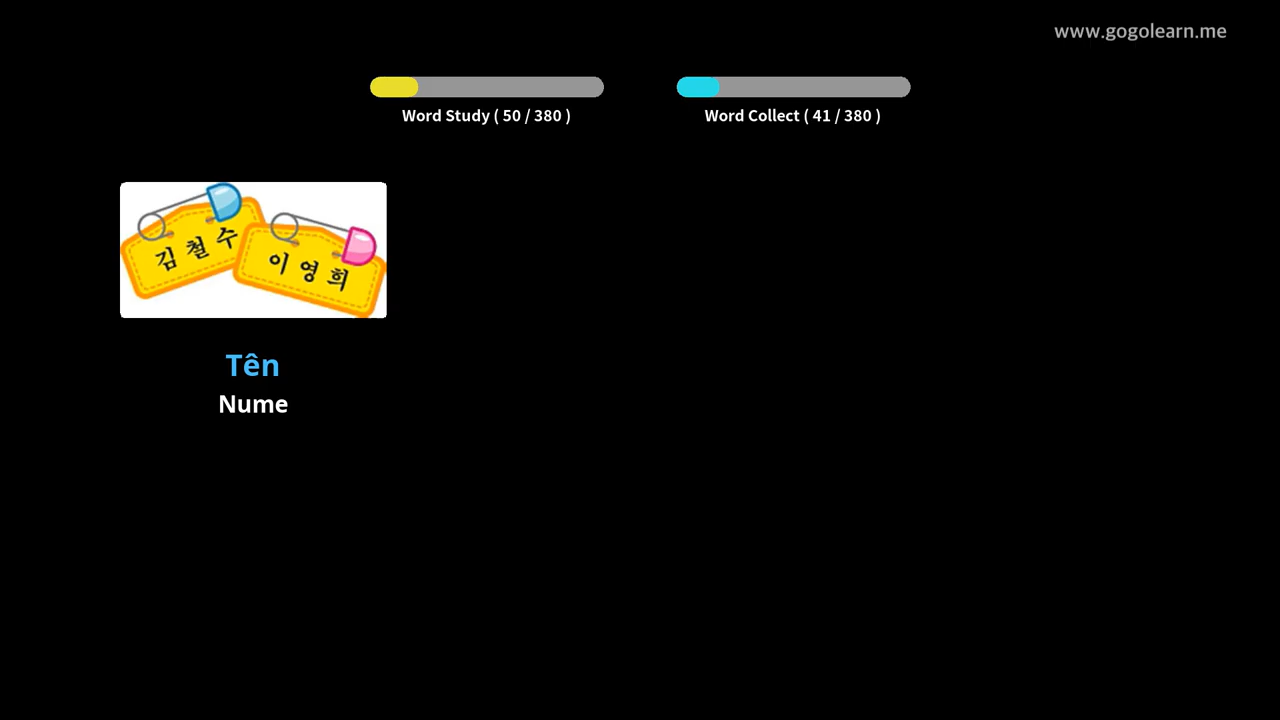 www.gogolearn.me
Word Study ( 50 / 380 )
Word Collect ( 41 / 380 )
김철수
이영희
Tên
Nume